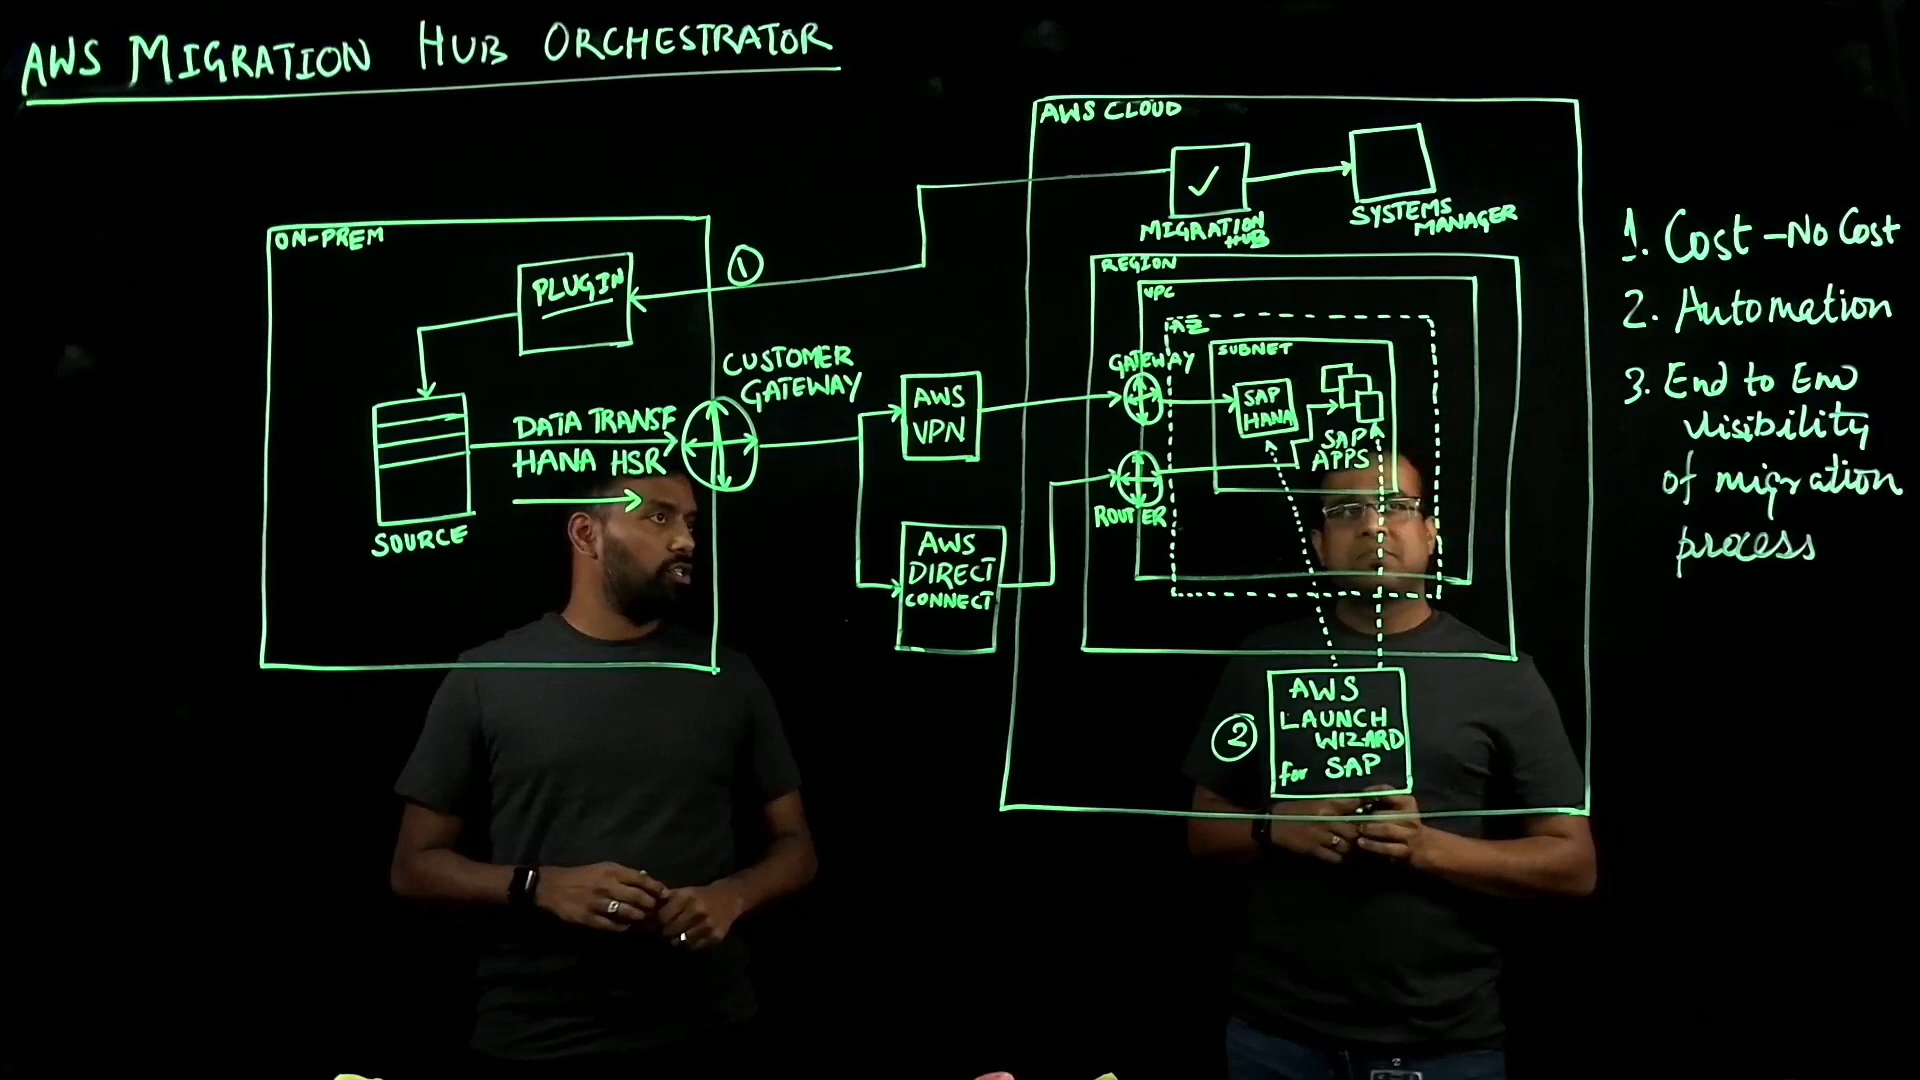 AWS MIGRATION HUB ORCHESTRATOR
AWS CLOUD
MIGRATION
HUB
SYSTEMS
MANAGER
ON-PREM
PLUGIN
1
SOURCE
DATA TRANSF
HANA HSR
CUSTOMER
GATEWAY
AWS
VPN
AWS
DIRECT
CONNECT
REGION
VPC
AZ
SUBNET
GATEWAY
ROUTER
SAP
HANA
SAP
APPS
2
AWS
LAUNCH
WIZARD
for SAP
1. Cost - No Cost
2. Automation
3. End to End
visibility
of migration
process